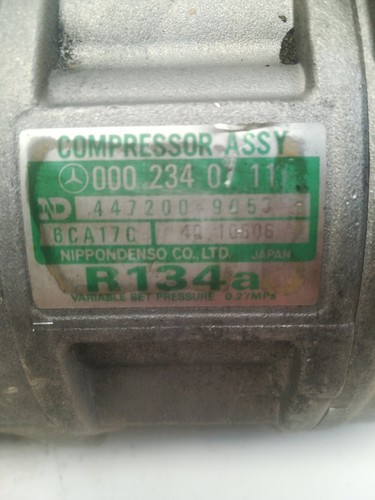 COMPRESSOR ASSY
000 234 07 11
ND 447200-9053
6CA17C
NIPPONDENSO CO., LTD. JAPAN
R134a
VARIABLE SET PRESSURE 0.27MPa